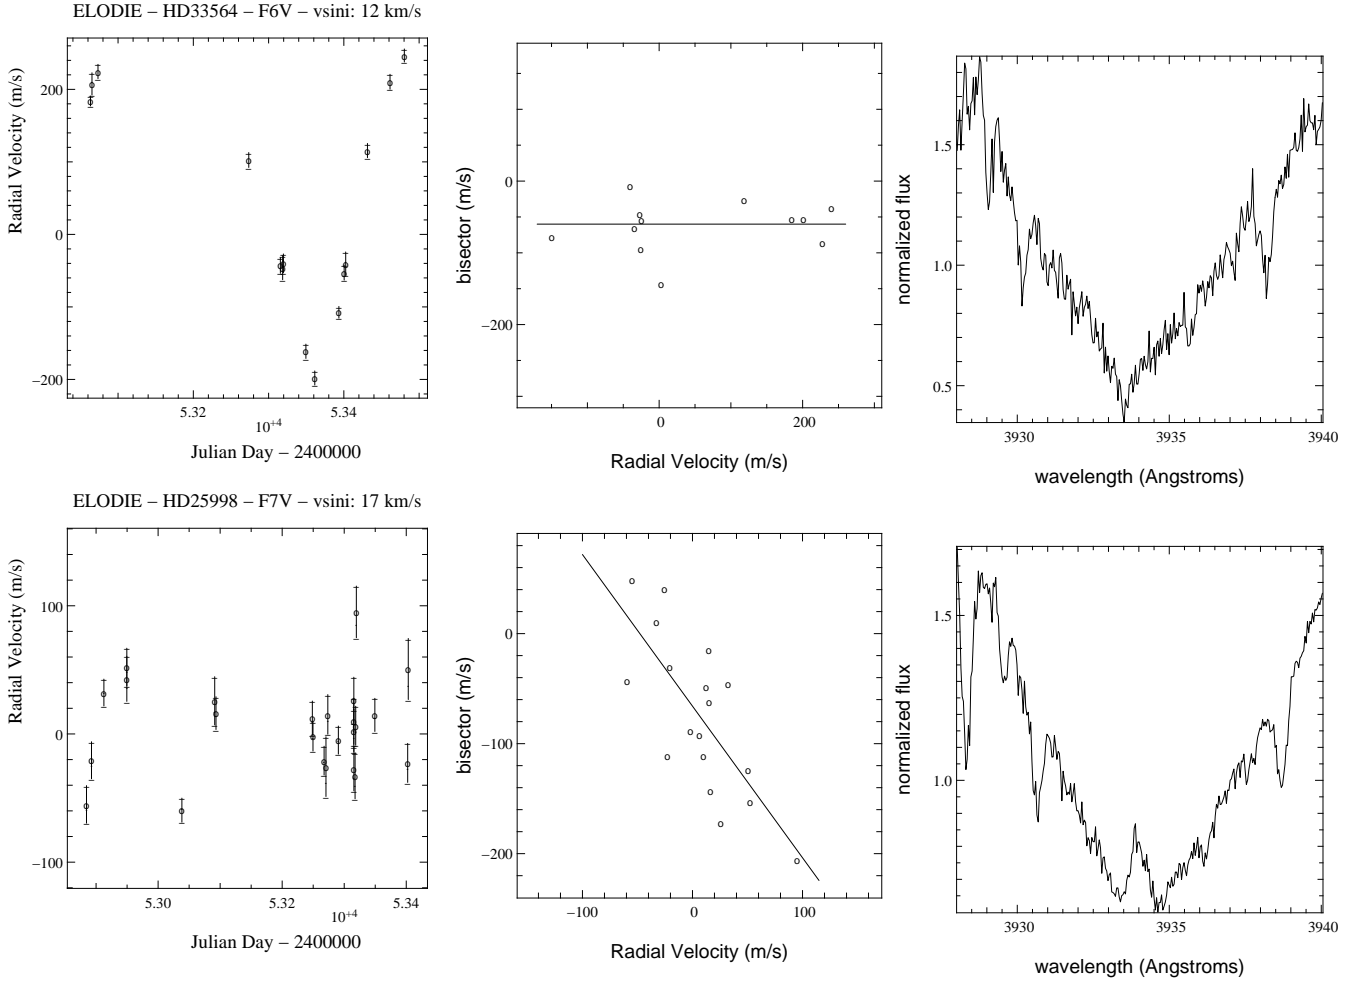 ELODIE – HD33564 – F6V – vsini: 12 km/s
Radial Velocity (m/s)
200
0
−200
5.32
5.34
10+4
Julian Day – 2400000
bisector (m/s)
0
−200
0
200
Radial Velocity (m/s)
normalized flux
1.5
1.0
0.5
3930
3935
3940
wavelength (Angstroms)
ELODIE – HD25998 – F7V – vsini: 17 km/s
Radial Velocity (m/s)
100
0
−100
5.30
5.32
5.34
10+4
Julian Day – 2400000
bisector (m/s)
0
−100
−200
−100
0
100
Radial Velocity (m/s)
normalized flux
1.5
1.0
3930
3935
3940
wavelength (Angstroms)